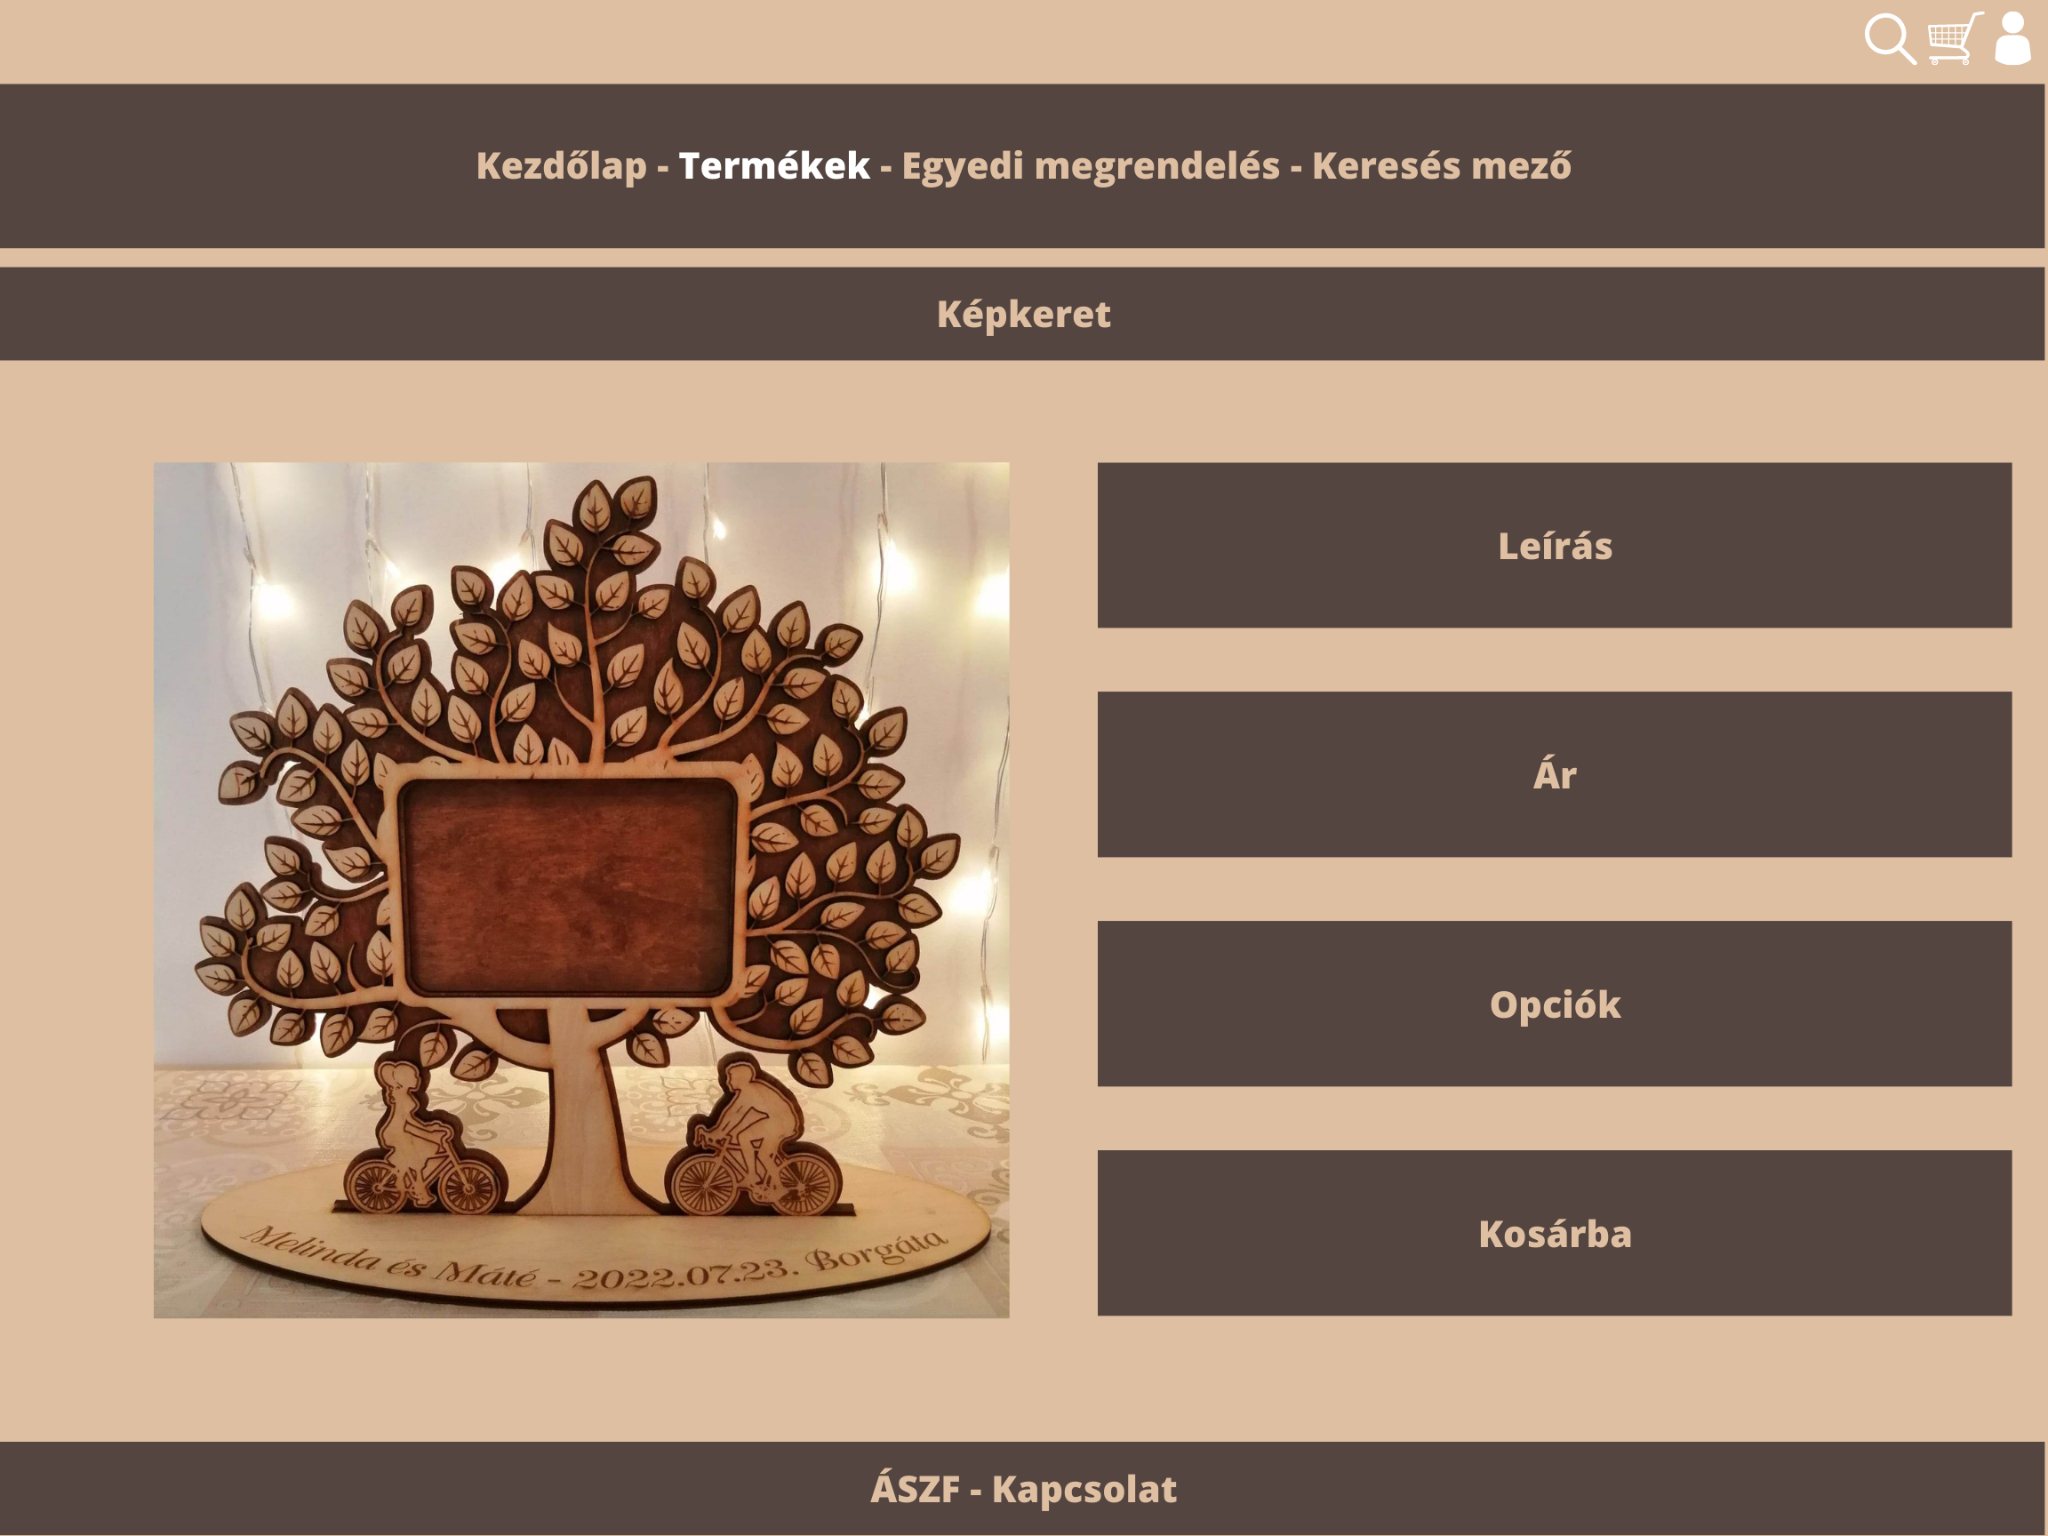 Kezdőlap - Termékek - Egyedi megrendelés - Keresés mező
Képkeret
Leírás
Ár
Opciók
Kosárba
Melinda és Máté - 2022.07.23. Borgáta
ÁSZF - Kapcsolat